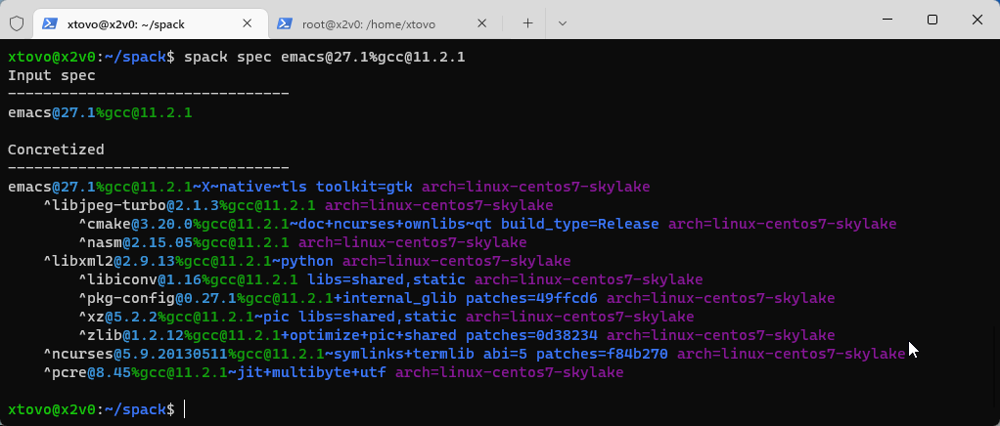 xtovo@x2v0: ~/spack
root@x2v0: /home/xtovo
xtovo@x2v0:~/spack$ spack spec emacs@27.1%gcc@11.2.1
Input spec
--------------------------------
emacs@27.1%gcc@11.2.1
Concretized
--------------------------------
emacs@27.1%gcc@11.2.1~X~native~tls toolkit=gtk arch=linux-centos7-skylake
^libjpeg-turbo@2.1.3%gcc@11.2.1 arch=linux-centos7-skylake
^cmake@3.20.0%gcc@11.2.1~doc+ncurses+ownlibs~qt build_type=Release arch=linux-centos7-skylake
^nasm@2.15.05%gcc@11.2.1 arch=linux-centos7-skylake
^libxml2@2.9.13%gcc@11.2.1~python arch=linux-centos7-skylake
^libiconv@1.16%gcc@11.2.1 libs=shared,static arch=linux-centos7-skylake
^pkg-config@0.27.1%gcc@11.2.1+internal_glib patches=49ffcd6 arch=linux-centos7-skylake
^xz@5.2.2%gcc@11.2.1~pic libs=shared,static arch=linux-centos7-skylake
^zlib@1.2.12%gcc@11.2.1+optimize+pic+shared patches=0d38234 arch=linux-centos7-skylake
^ncurses@5.9.20130511%gcc@11.2.1~symlinks+termlib abi=5 patches=f84b270 arch=linux-centos7-skylake
^pcre@8.45%gcc@11.2.1~jit+multibyte+utf arch=linux-centos7-skylake
xtovo@x2v0:~/spack$